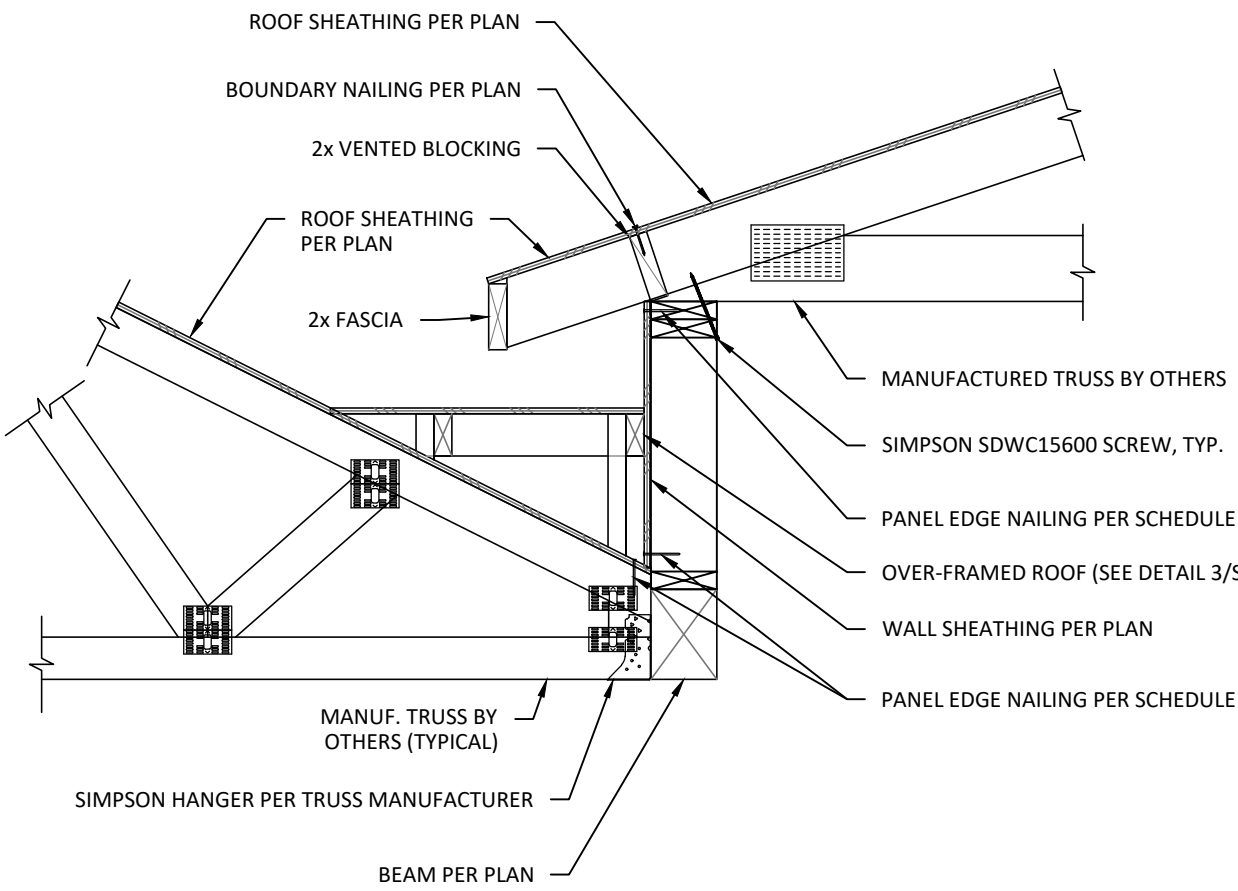 ROOF SHEATHING PER PLAN
BOUNDARY NAILING PER PLAN
2x VENTED BLOCKING
ROOF SHEATHING
PER PLAN
2x FASCIA
MANUFACTURED TRUSS BY OTHERS
SIMPSON SDWC15600 SCREW, TYP.
PANEL EDGE NAILING PER SCHEDULE
OVER-FRAMED ROOF (SEE DETAIL 3/S
WALL SHEATHING PER PLAN
PANEL EDGE NAILING PER SCHEDULE
MANUF. TRUSS BY
OTHERS (TYPICAL)
SIMPSON HANGER PER TRUSS MANUFACTURER
BEAM PER PLAN